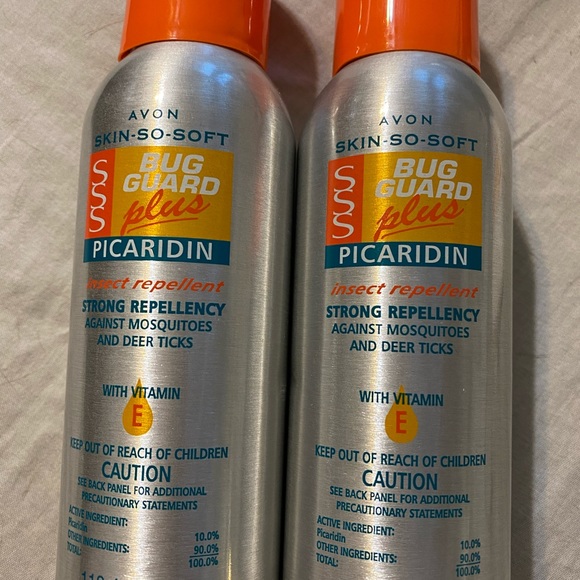 AVON
SKIN-SO-SOFT
SSS
BUG
GUARD
plus
PICARIDIN
insect repellent
STRONG REPELLENCY
AGAINST MOSQUITOES
AND DEER TICKS
WITH VITAMIN
E
KEEP OUT OF REACH OF CHILDREN
CAUTION
SEE BACK PANEL FOR ADDITIONAL
PRECAUTIONARY STATEMENTS
ACTIVE INGREDIENT:
Picaridin 10.0%
OTHER INGREDIENTS: 90.0%
TOTAL: 100.0%
AVON
SKIN-SO-SOFT
SSS
BUG
GUARD
plus
PICARIDIN
insect repellent
STRONG REPELLENCY
AGAINST MOSQUITOES
AND DEER TICKS
WITH VITAMIN
E
KEEP OUT OF REACH OF CHILDREN
CAUTION
SEE BACK PANEL FOR ADDITIONAL
PRECAUTIONARY STATEMENTS
ACTIVE INGREDIENT:
Picaridin 10.0%
OTHER INGREDIENTS: 90.0%
TOTAL: 100.0%